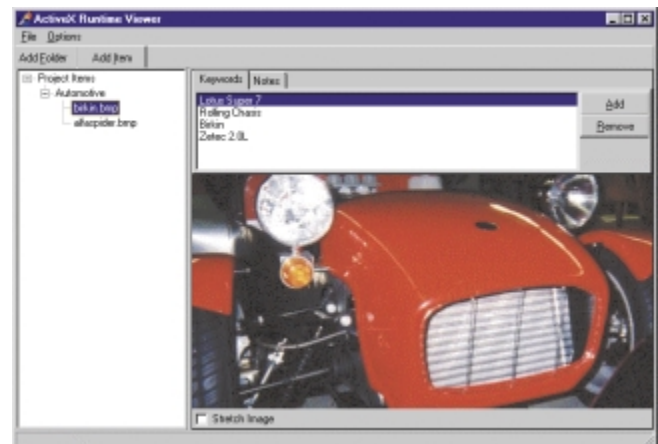 ActiveX Runtime Viewer
File Options
Add Folder Add Item
Project Items
Automotive
birkin.bmp
alfaspider.bmp
Keywords Notes
Lotus Super 7
Rolling Chassis
Birkin
Zetec 2.0L
Add
Remove
Stretch Image